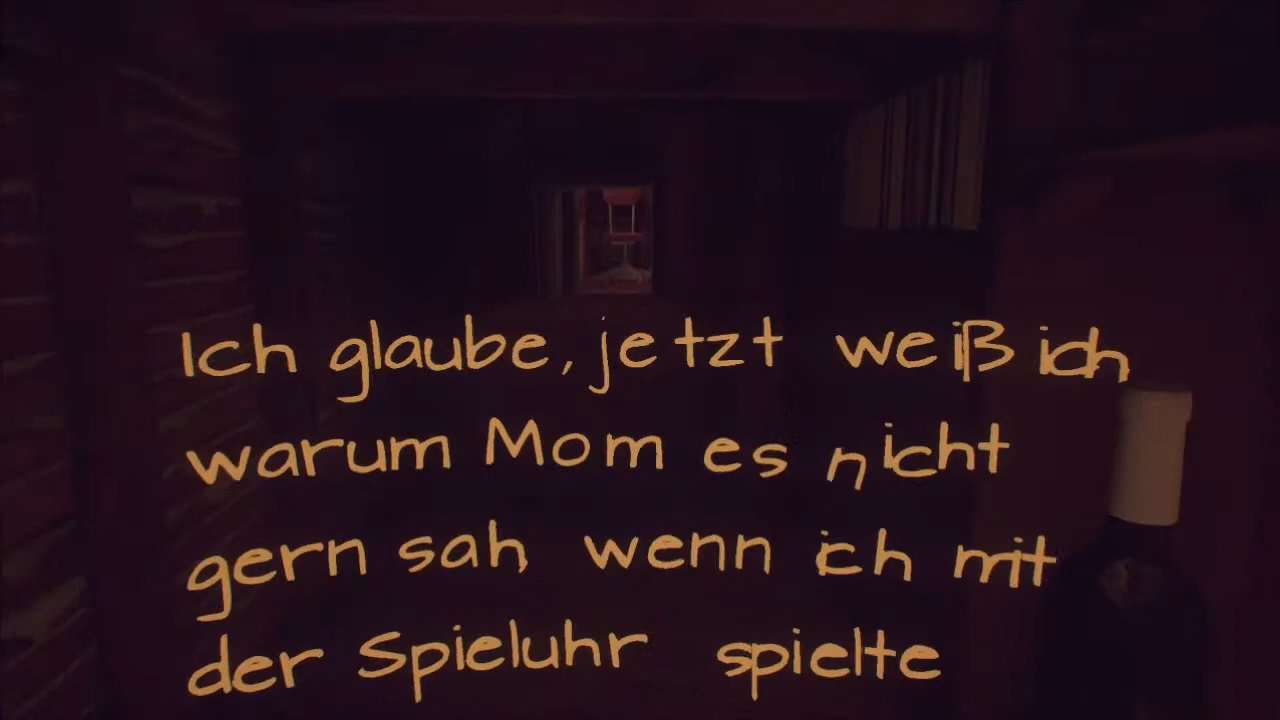 Ich glaube, jetzt weiß ich
warum Mom es nicht
gern sah, wenn ich mit
der Spieluhr spielte